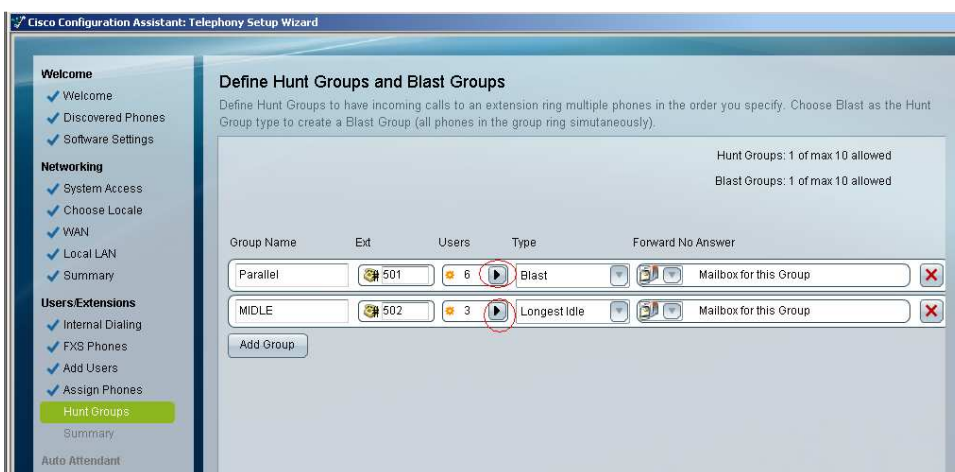 Cisco Configuration Assistant: Telephony Setup Wizard
Welcome
Welcome
Discovered Phones
Software Settings
Networking
System Access
Choose Locale
WAN
Local LAN
Summary
Users/Extensions
Internal Dialing
FXS Phones
Add Users
Assign Phones
Hunt Groups
Summary
Auto Attendant
Define Hunt Groups and Blast Groups
Define Hunt Groups to have incoming calls to an extension ring multiple phones in the order you specify. Choose Blast as the Hunt
Group type to create a Blast Group (all phones in the group ring simutaneously).
Hunt Groups: 1 of max 10 allowed
Blast Groups: 1 of max 10 allowed
Group Name Ext Users Type Forward No Answer
Parallel # 501 6 Blast Mailbox for this Group
MIDLE # 502 3 Longest Idle Mailbox for this Group
Add Group